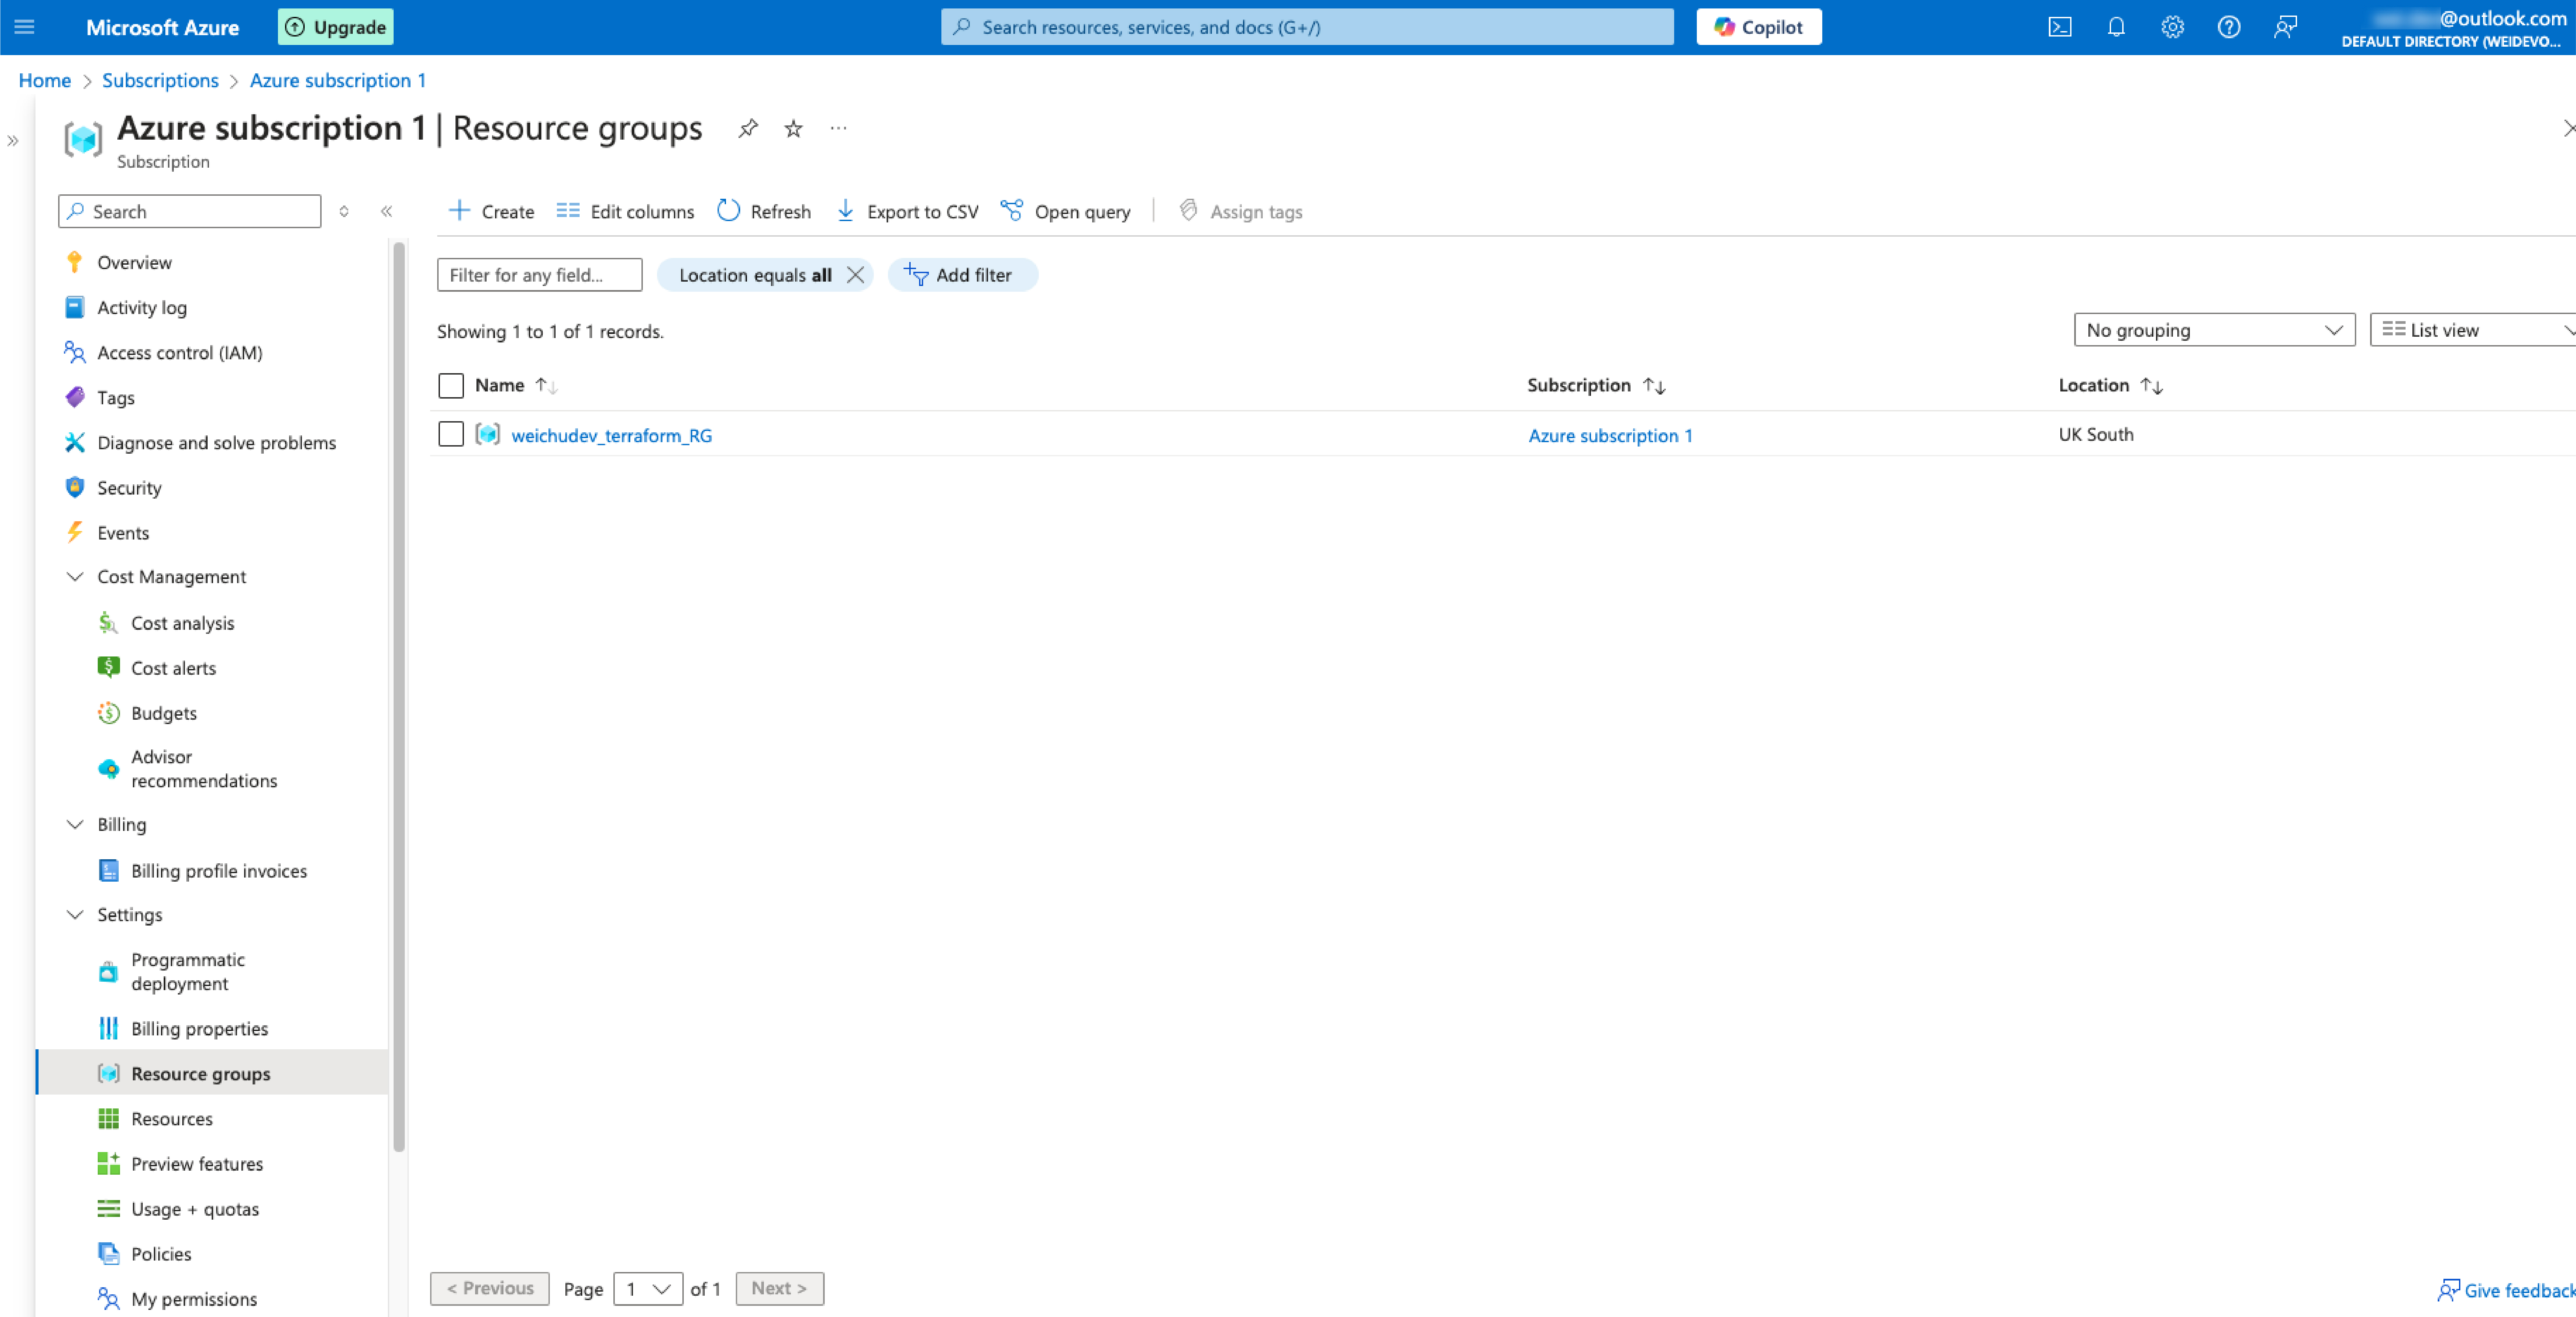 Microsoft Azure
Upgrade
Search resources, services, and docs (G+/)
Copilot
@outlook.com
DEFAULT DIRECTORY (WEIDEVO...
Home > Subscriptions > Azure subscription 1
Azure subscription 1 | Resource groups
Subscription
Search
Create
Edit columns
Refresh
Export to CSV
Open query
Assign tags
Overview
Activity log
Access control (IAM)
Tags
Diagnose and solve problems
Security
Events
Cost Management
Cost analysis
Cost alerts
Budgets
Advisor
recommendations
Billing
Billing profile invoices
Settings
Programmatic
deployment
Billing properties
Resource groups
Resources
Preview features
Usage + quotas
Policies
My permissions
Filter for any field...
Location equals all
Add filter
Showing 1 to 1 of 1 records.
No grouping
List view
Name
Subscription
Location
weichudev_terraform_RG
Azure subscription 1
UK South
< Previous
Page 1 of 1
Next >
Give feedback